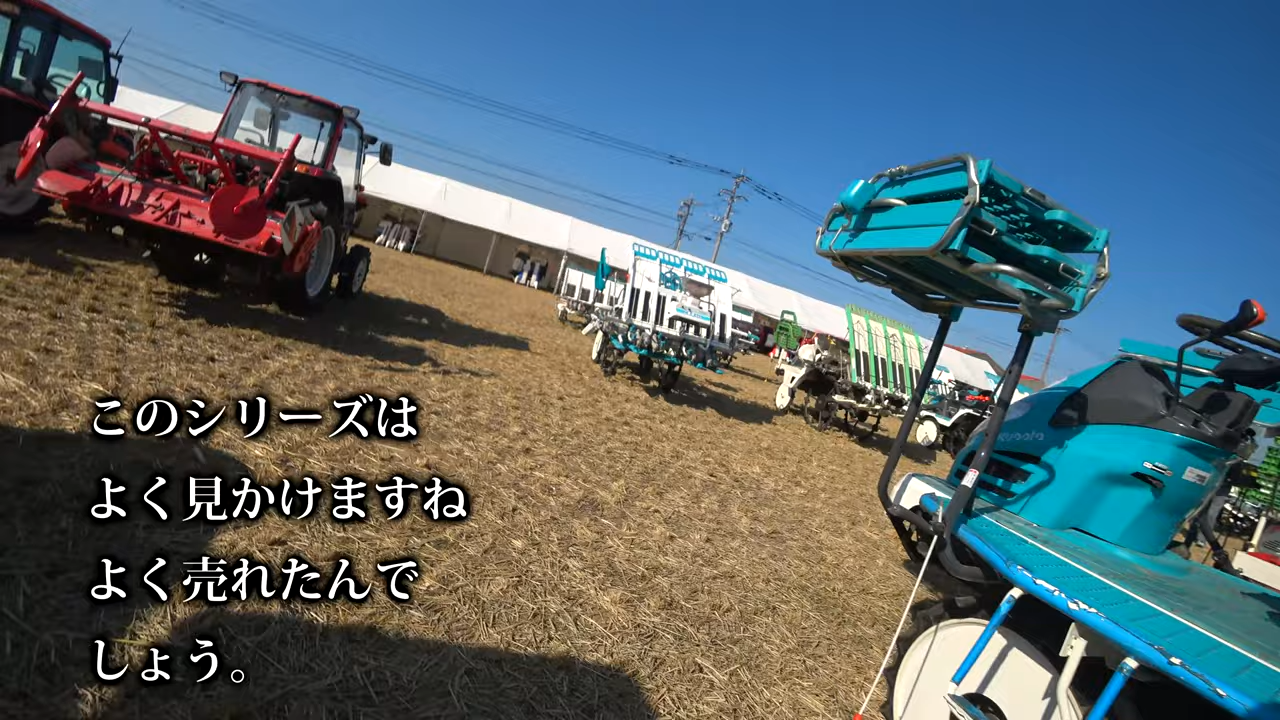 このシリーズは
よく見かけますね
よく売れたんで
しょう。
Kubota